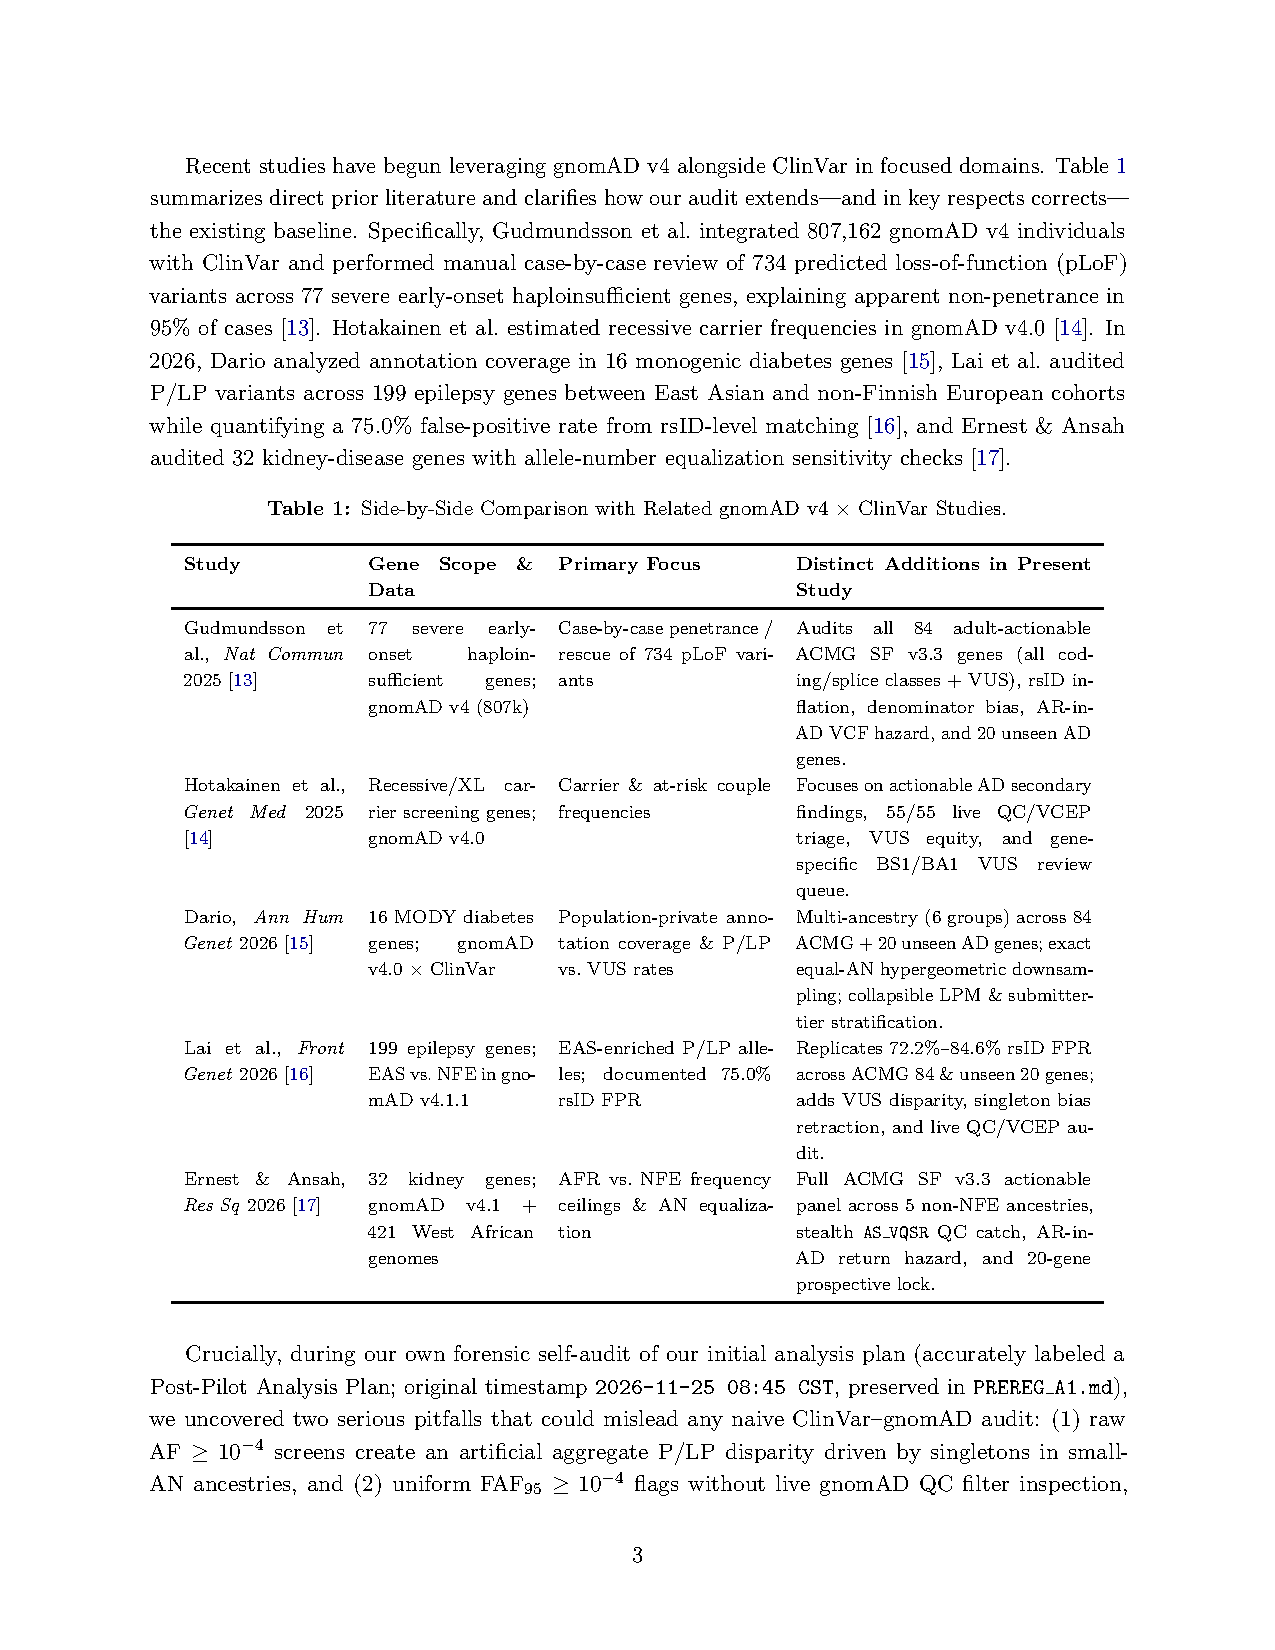 Recent studies have begun leveraging gnomAD v4 alongside ClinVar in focused domains. Table 1
summarizes direct prior literature and clarifies how our audit extends—and in key respects corrects—
the existing baseline. Specifically, Gudmundsson et al. integrated 807,162 gnomAD v4 individuals
with ClinVar and performed manual case-by-case review of 734 predicted loss-of-function (pLoF)
variants across 77 severe early-onset haploinsufficient genes, explaining apparent non-penetrance in
95% of cases [13]. Hotakainen et al. estimated recessive carrier frequencies in gnomAD v4.0 [14]. In
2026, Dario analyzed annotation coverage in 16 monogenic diabetes genes [15], Lai et al. audited
P/LP variants across 199 epilepsy genes between East Asian and non-Finnish European cohorts
while quantifying a 75.0% false-positive rate from rsID-level matching [16], and Ernest & Ansah
audited 32 kidney-disease genes with allele-number equalization sensitivity checks [17].
Table 1: Side-by-Side Comparison with Related gnomAD v4 × ClinVar Studies.
Study
Gene Scope &
Data
Primary Focus
Distinct Additions in Present
Study
Gudmundsson et
al., Nat Commun
2025 [13]
77 severe early-
onset haploin-
sufficient genes;
gnomAD v4 (807k)
Case-by-case penetrance /
rescue of 734 pLoF vari-
ants
Audits all 84 adult-actionable
ACMG SF v3.3 genes (all cod-
ing/splice classes + VUS), rsID in-
flation, denominator bias, AR-in-
AD VCF hazard, and 20 unseen AD
genes.
Hotakainen et al.,
Genet Med 2025
[14]
Recessive/XL car-
rier screening genes;
gnomAD v4.0
Carrier & at-risk couple
frequencies
Focuses on actionable AD secondary
findings, 55/55 live QC/VCEP
triage, VUS equity, and gene-
specific BS1/BA1 VUS review
queue.
Dario, Ann Hum
Genet 2026 [15]
16 MODY diabetes
genes; gnomAD
v4.0 × ClinVar
Population-private anno-
tation coverage & P/LP
vs. VUS rates
Multi-ancestry (6 groups) across 84
ACMG + 20 unseen AD genes; exact
equal-AN hypergeometric downsam-
pling; collapsible LPM & submitter-
tier stratification.
Lai et al., Front
Genet 2026 [16]
199 epilepsy genes;
EAS vs. NFE in gno-
mAD v4.1.1
EAS-enriched P/LP alle-
les; documented 75.0%
rsID FPR
Replicates 72.2%–84.6% rsID FPR
across ACMG 84 & unseen 20 genes;
adds VUS disparity, singleton bias
retraction, and live QC/VCEP au-
dit.
Ernest & Ansah,
Res Sq 2026 [17]
32 kidney genes;
gnomAD v4.1 +
421 West African
genomes
AFR vs. NFE frequency
ceilings & AN equaliza-
tion
Full ACMG SF v3.3 actionable
panel across 5 non-NFE ancestries,
stealth AS_VQSR QC catch, AR-in-
AD return hazard, and 20-gene
prospective lock.
Crucially, during our own forensic self-audit of our initial analysis plan (accurately labeled a
Post-Pilot Analysis Plan; original timestamp 2026-11-25 08:45 CST, preserved in PREREG_A1.md),
we uncovered two serious pitfalls that could mislead any naive ClinVar–gnomAD audit: (1) raw
AF ≥ 10⁻⁴ screens create an artificial aggregate P/LP disparity driven by singletons in small-
AN ancestries, and (2) uniform FAF₉₅ ≥ 10⁻⁴ flags without live gnomAD QC filter inspection,
3